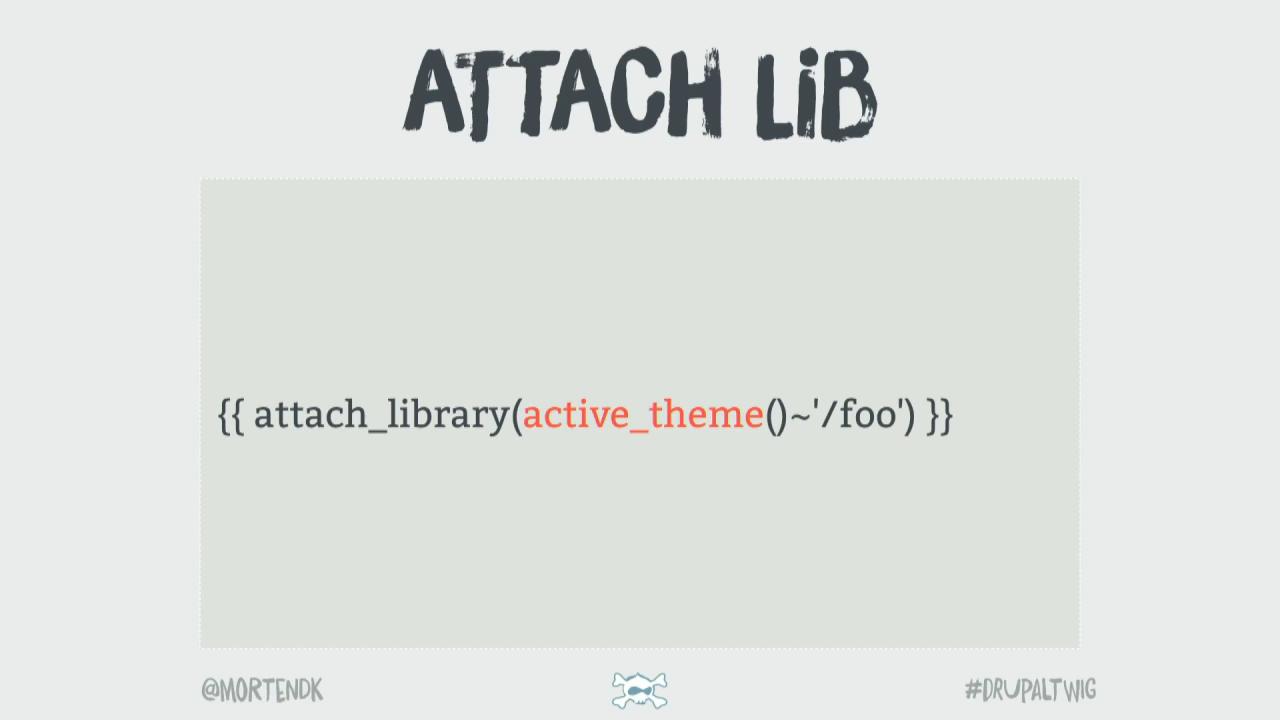 ATTACH LIB
{{ attach_library(active_theme()~'/foo') }}
@MORTENDK
#DRUPALTWIG